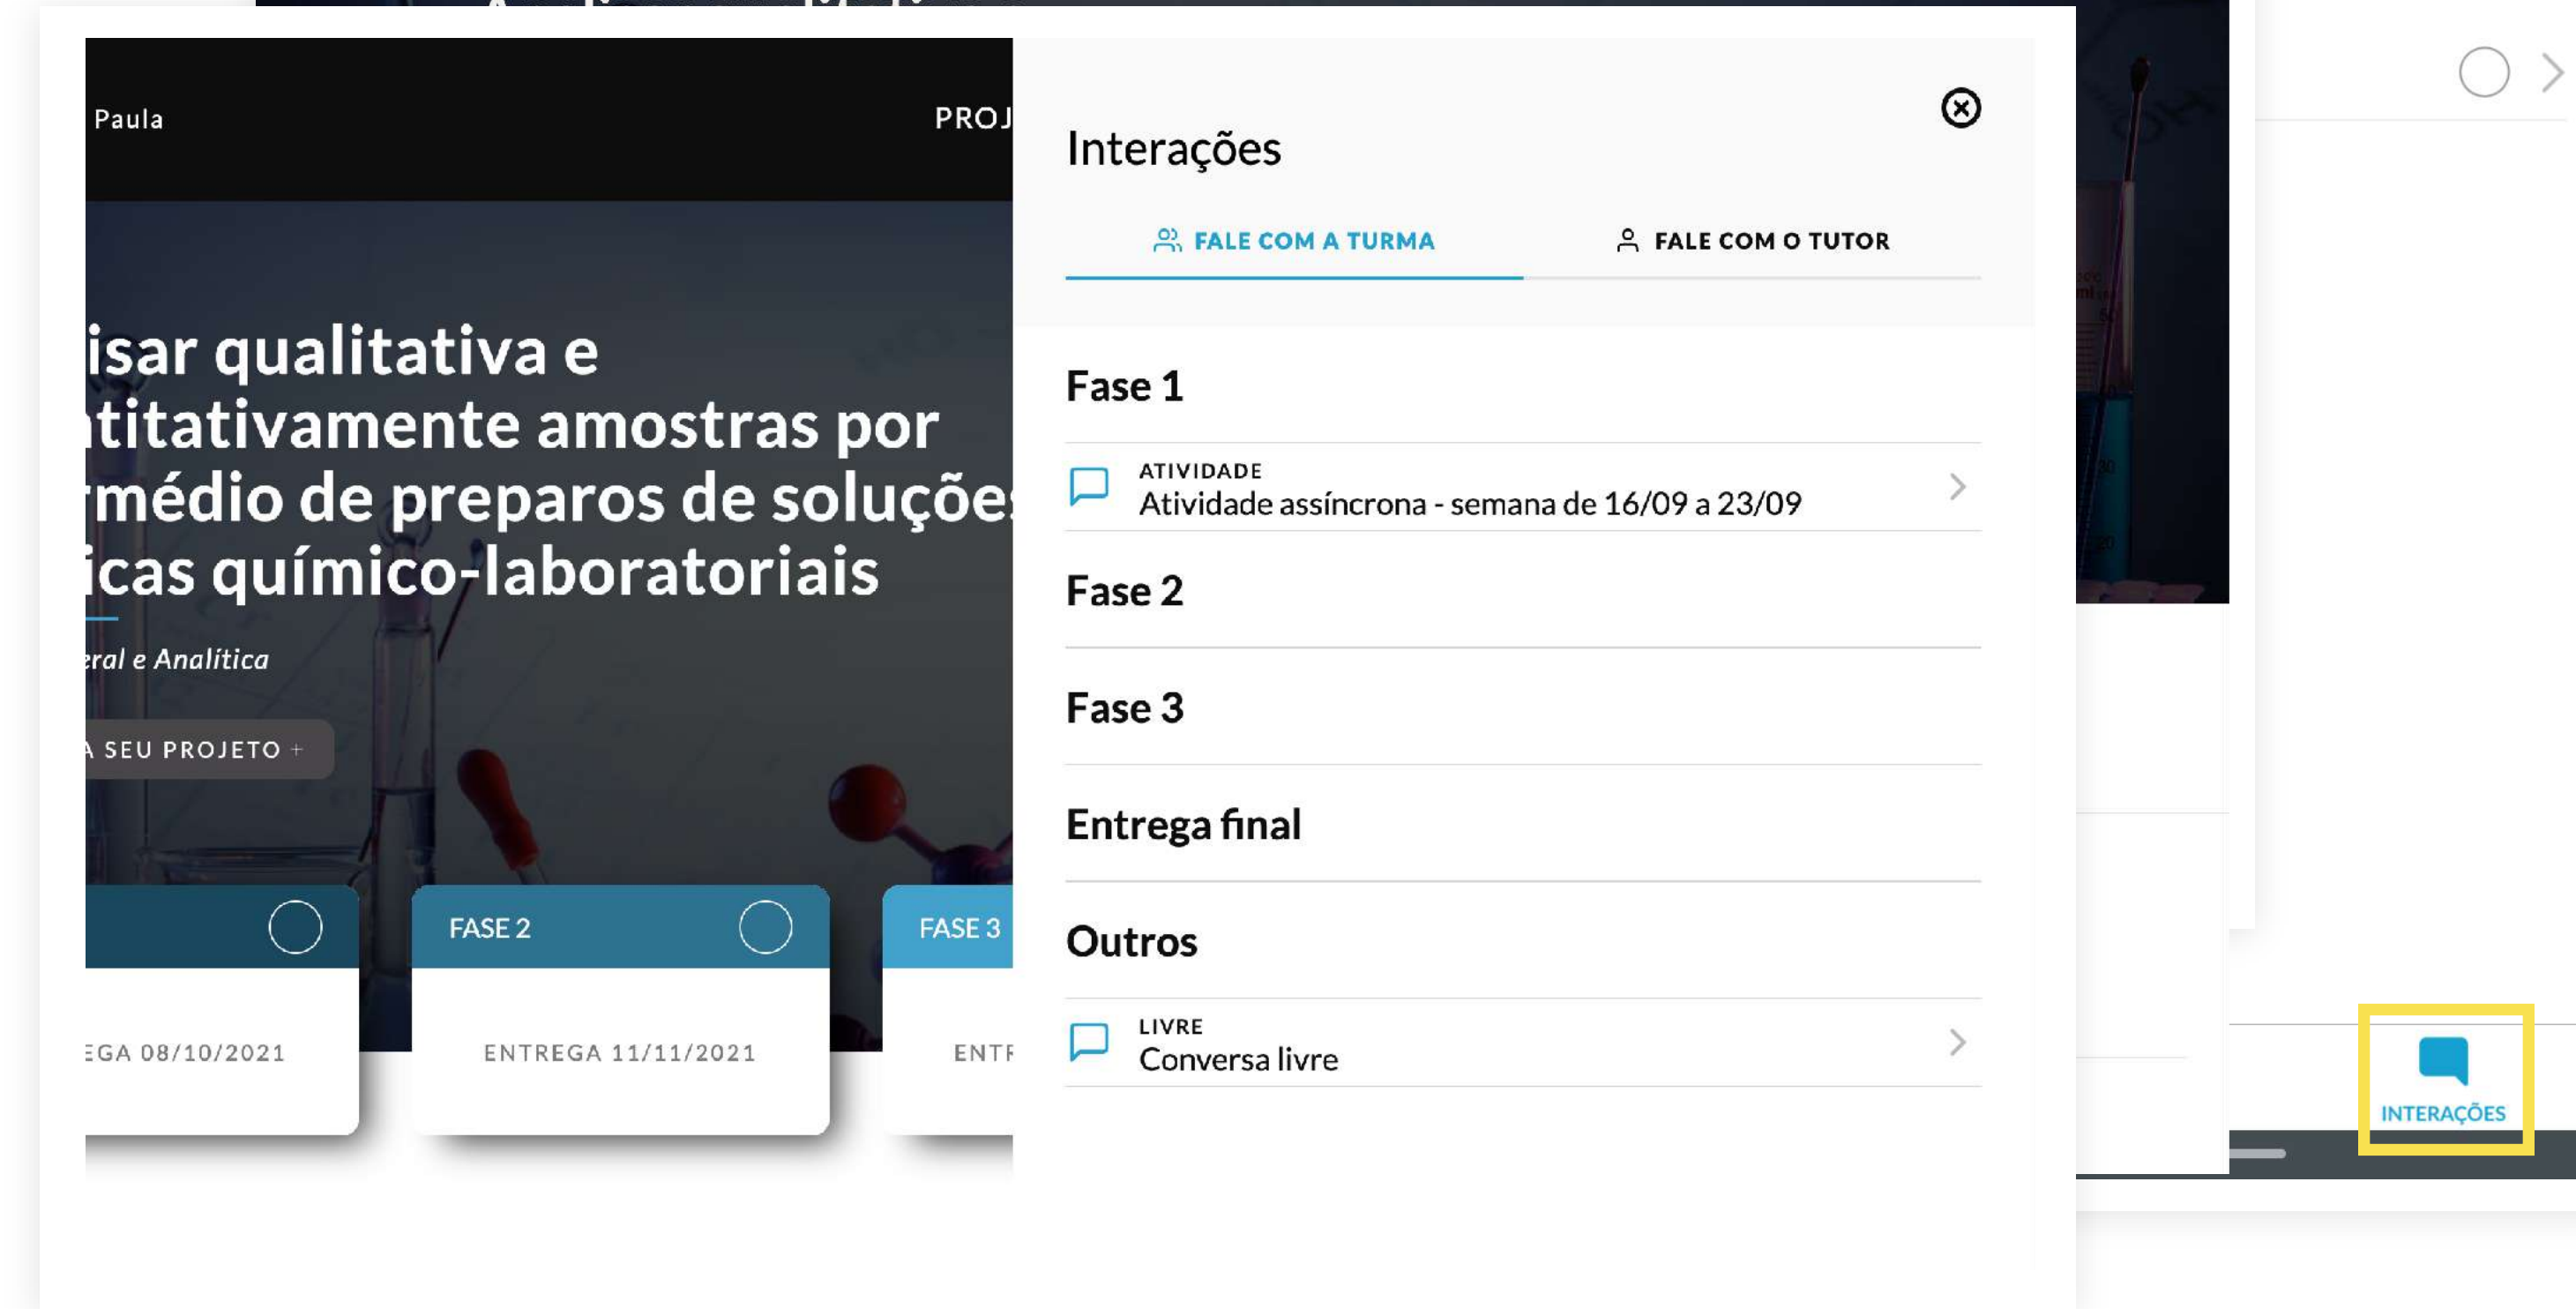 Paula
PROJ
isar qualitativa e
titativamente amostras por
médio de preparos de soluçõe
icas químico-laboratoriais
eral e Analítica
A SEU PROJETO +
FASE 2
FASE 3
EGA 08/10/2021
ENTREGA 11/11/2021
ENTR
Interações
FALE COM A TURMA
FALE COM O TUTOR
Fase 1
ATIVIDADE
Atividade assíncrona - semana de 16/09 a 23/09
Fase 2
Fase 3
Entrega final
Outros
LIVRE
Conversa livre
INTERAÇÕES